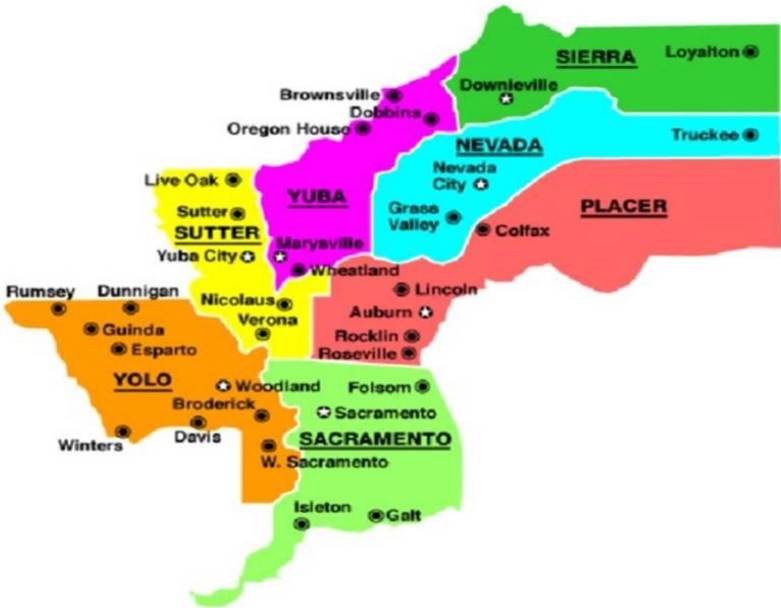 SIERRA
Loyalton
Downieville
Brownsville
Dobbins
Oregon House
NEVADA
Truckee
Nevada
City
Live Oak
YUBA
PLACER
Grass
Valley
Sutter
SUTTER
Colfax
Marysville
Yuba City
Wheatland
Rumsey
Dunnigan
Nicolaus
Lincoln
Verona
Auburn
Guinda
Rocklin
Esparto
Roseville
YOLO
Woodland
Folsom
Broderick
Sacramento
Winters
Davis
SACRAMENTO
W. Sacramento
Isleton
Galt